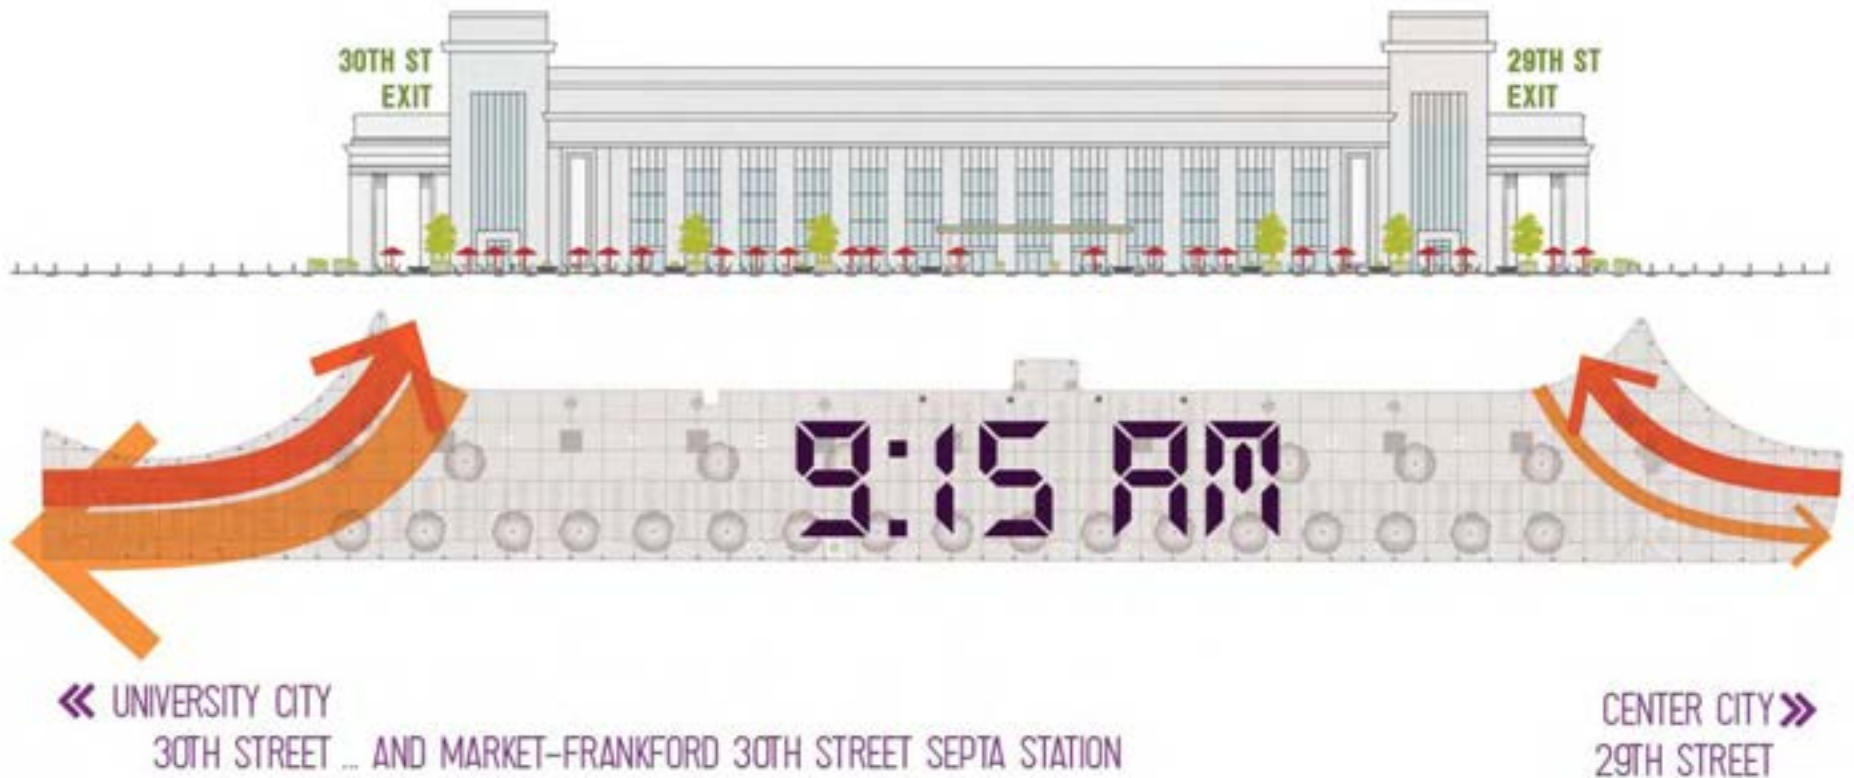 30TH ST
EXIT
29TH ST
EXIT
9:15 AM
« UNIVERSITY CITY
30TH STREET ... AND MARKET-FRANKFORD 30TH STREET SEPTA STATION
CENTER CITY »
29TH STREET